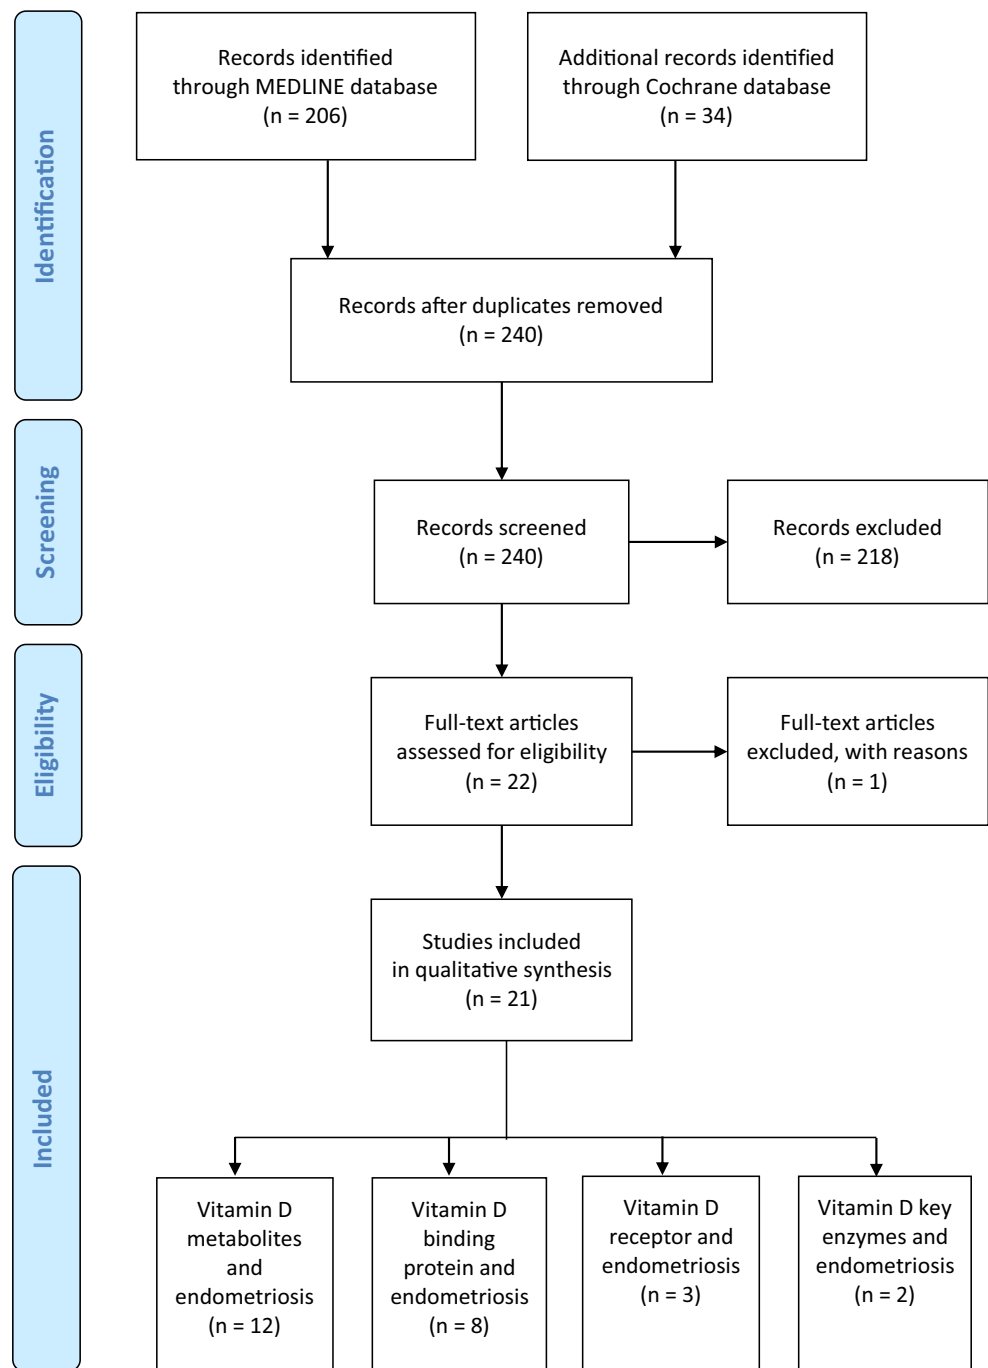 Identification
Records identified
through MEDLINE database
(n = 206)
Additional records identified
through Cochrane database
(n = 34)
Records after duplicates removed
(n = 240)
Screening
Records screened
(n = 240)
Records excluded
(n = 218)
Eligibility
Full-text articles
assessed for eligibility
(n = 22)
Full-text articles
excluded, with reasons
(n = 1)
Included
Studies included
in qualitative synthesis
(n = 21)
Vitamin D
metabolites
and
endometriosis
(n = 12)
Vitamin D
binding
protein and
endometriosis
(n = 8)
Vitamin D
receptor and
endometriosis
(n = 3)
Vitamin D key
enzymes and
endometriosis
(n = 2)